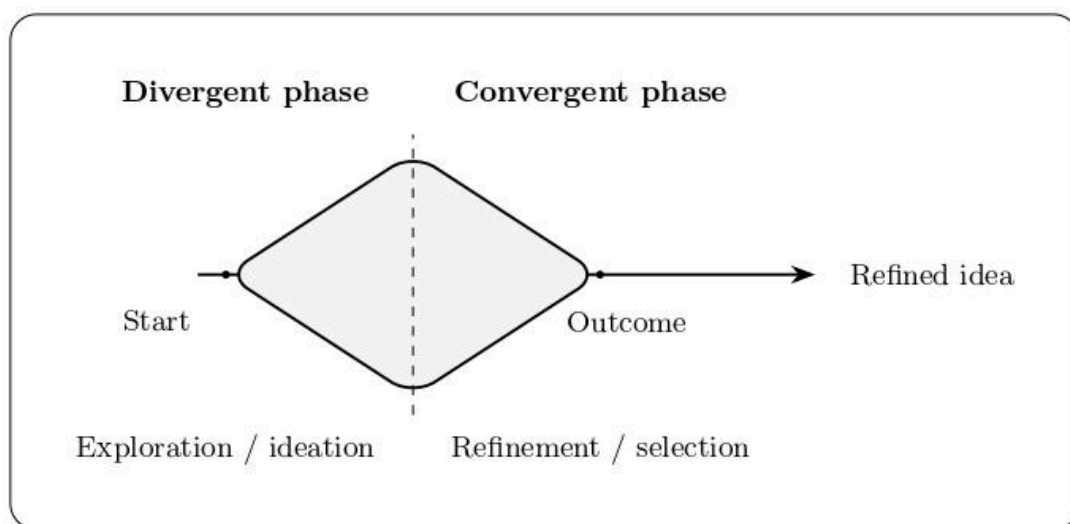 Divergent phase
Convergent phase
Start
Outcome
Refined idea
Exploration / ideation
Refinement / selection